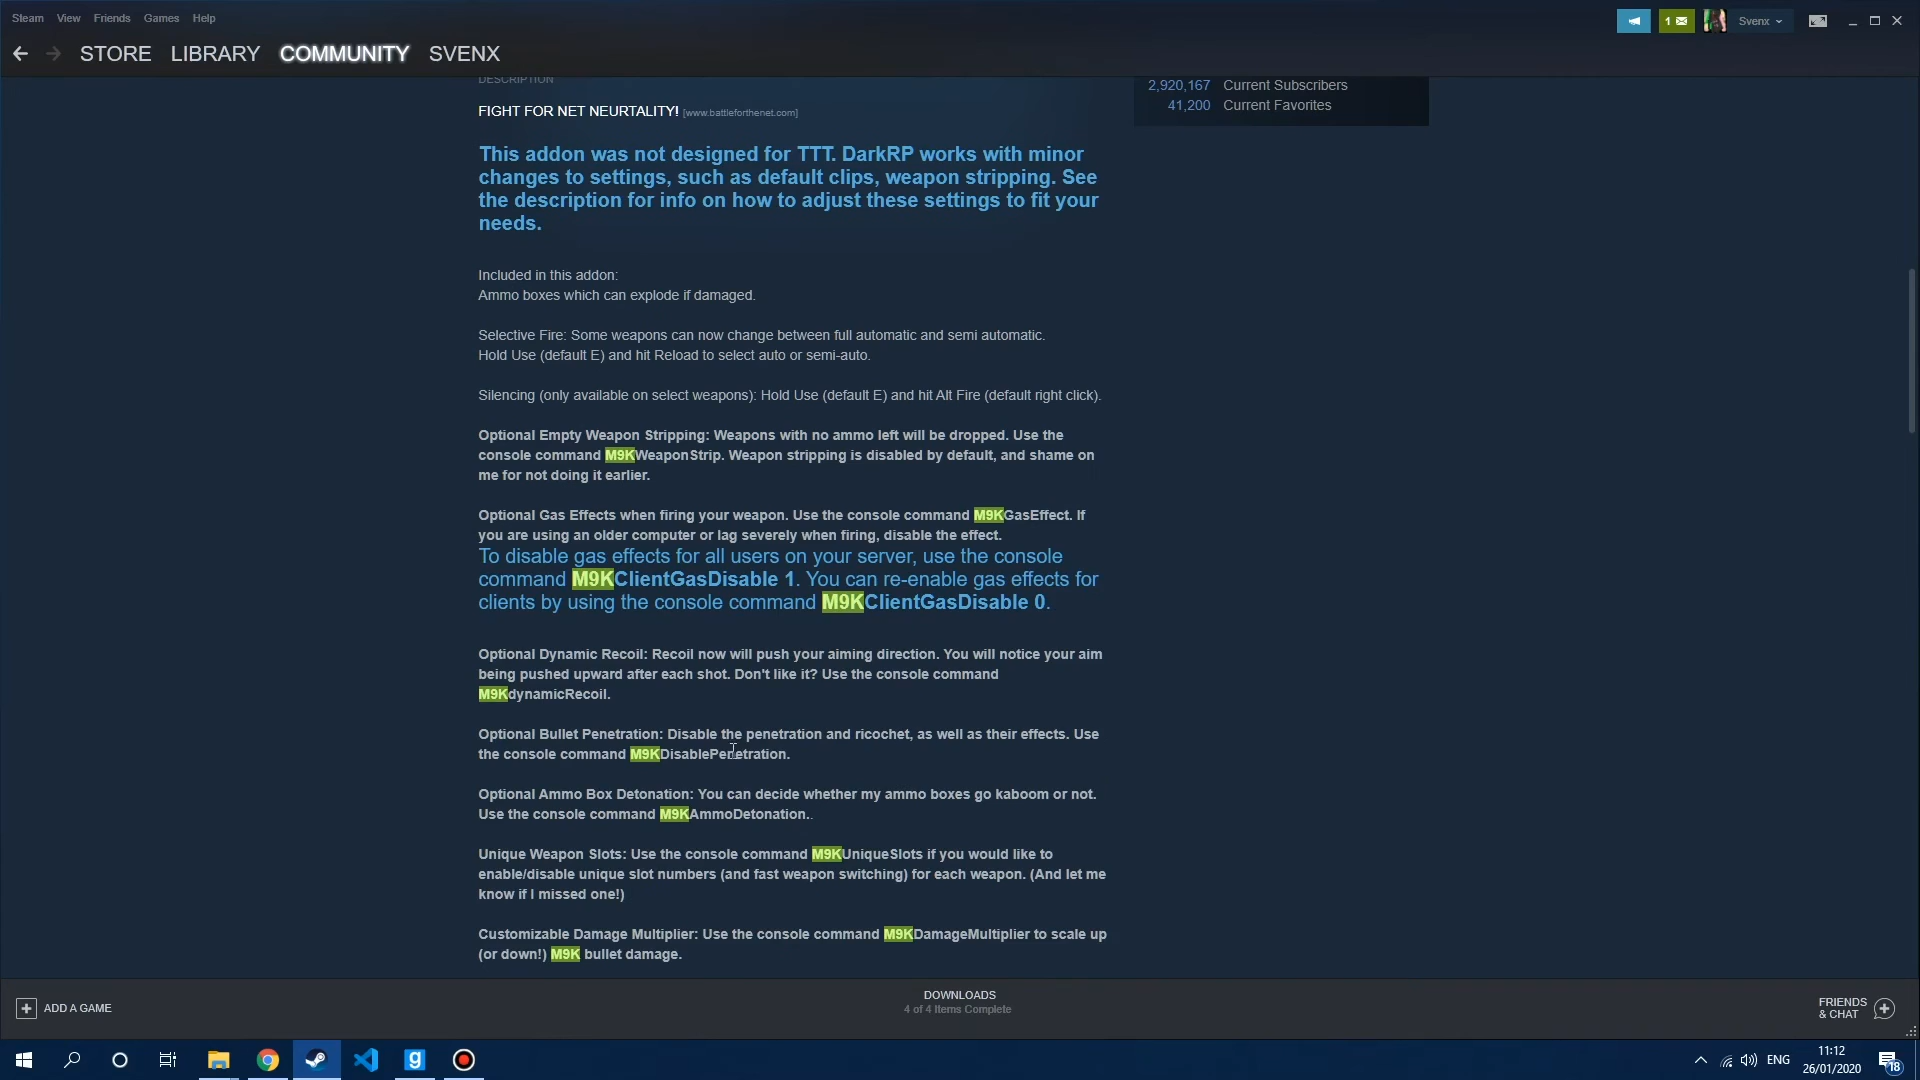 Steam View Friends Games Help
1
Svenx
STORE LIBRARY COMMUNITY SVENX
DESCRIPTION
2,920,167 Current Subscribers
41,200 Current Favorites
FIGHT FOR NET NEURTALITY! [www.battleforthenet.com]
This addon was not designed for TTT. DarkRP works with minor
changes to settings, such as default clips, weapon stripping. See
the description for info on how to adjust these settings to fit your
needs.
Included in this addon:
Ammo boxes which can explode if damaged.
Selective Fire: Some weapons can now change between full automatic and semi automatic.
Hold Use (default E) and hit Reload to select auto or semi-auto.
Silencing (only available on select weapons): Hold Use (default E) and hit Alt Fire (default right click).
Optional Empty Weapon Stripping: Weapons with no ammo left will be dropped. Use the
console command M9KWeaponStrip. Weapon stripping is disabled by default, and shame on
me for not doing it earlier.
Optional Gas Effects when firing your weapon. Use the console command M9KGasEffect. If
you are using an older computer or lag severely when firing, disable the effect.
To disable gas effects for all users on your server, use the console
command M9KClientGasDisable 1. You can re-enable gas effects for
clients by using the console command M9KClientGasDisable 0.
Optional Dynamic Recoil: Recoil now will push your aiming direction. You will notice your aim
being pushed upward after each shot. Don't like it? Use the console command
M9KdynamicRecoil.
Optional Bullet Penetration: Disable the penetration and ricochet, as well as their effects. Use
the console command M9KDisablePenetration.
Optional Ammo Box Detonation: You can decide whether my ammo boxes go kaboom or not.
Use the console command M9KAmmoDetonation..
Unique Weapon Slots: Use the console command M9KUniqueSlots if you would like to
enable/disable unique slot numbers (and fast weapon switching) for each weapon. (And let me
know if I missed one!)
Customizable Damage Multiplier: Use the console command M9KDamageMultiplier to scale up
(or down!) M9K bullet damage.
ADD A GAME
DOWNLOADS
4 of 4 Items Complete
FRIENDS
& CHAT
g
ENG
11:12
26/01/2020
18